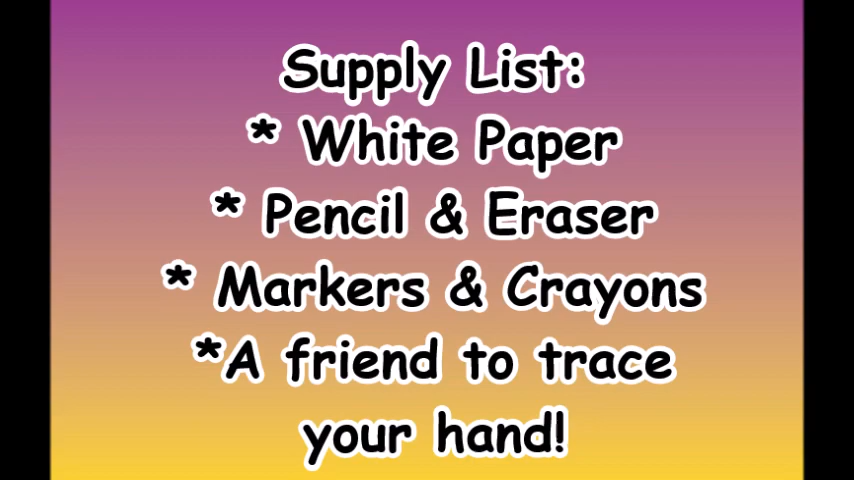 Supply List:
* White Paper
* Pencil & Eraser
* Markers & Crayons
*A friend to trace
your hand!